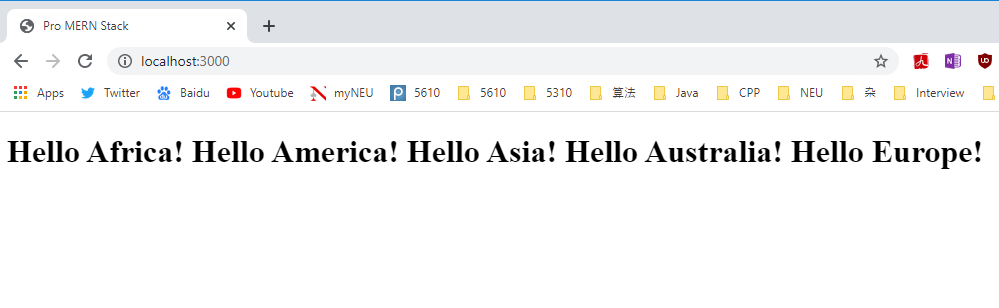 Pro MERN Stack
localhost:3000
Apps Twitter Baidu Youtube myNEU 5610 5610 5310 算法 Java CPP NEU 杂 Interview
Hello Africa! Hello America! Hello Asia! Hello Australia! Hello Europe!